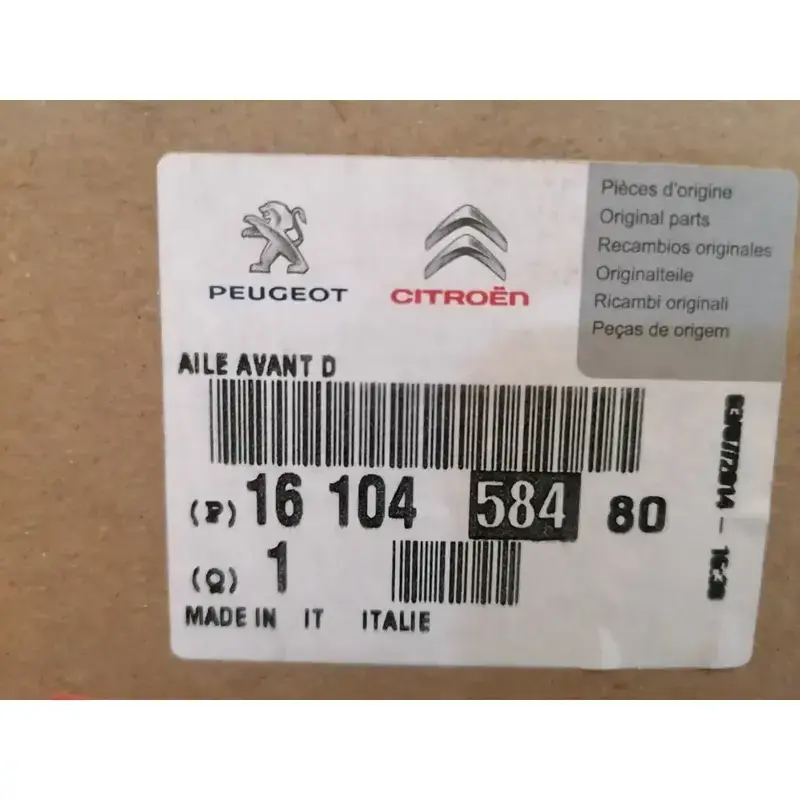 PEUGEOT
CITROËN
Pièces d'origine
Original parts
Recambios originales
Originalteile
Ricambi originali
Peças de origem
AILE AVANT D
(P) 16 104 584 80
(Q) 1
MADE IN IT ITALIE